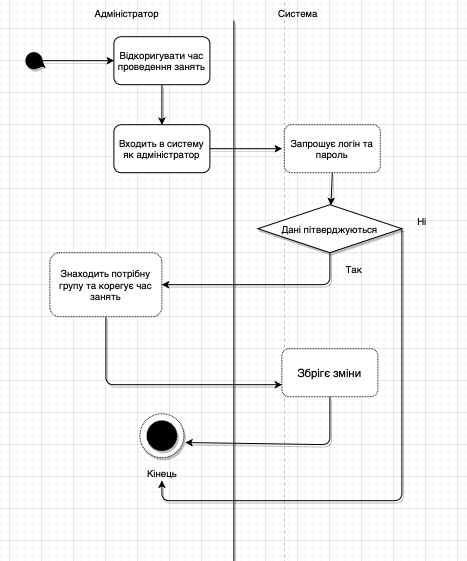 Адміністратор
Система
Відкоригувати час
проведення занять
Входить в систему
як адміністратор
Запрошує логін та
пароль
Дані пітверджуються
Ні
Так
Знаходить потрібну
групу та корегує час
занять
Збрігє зміни
Кінець